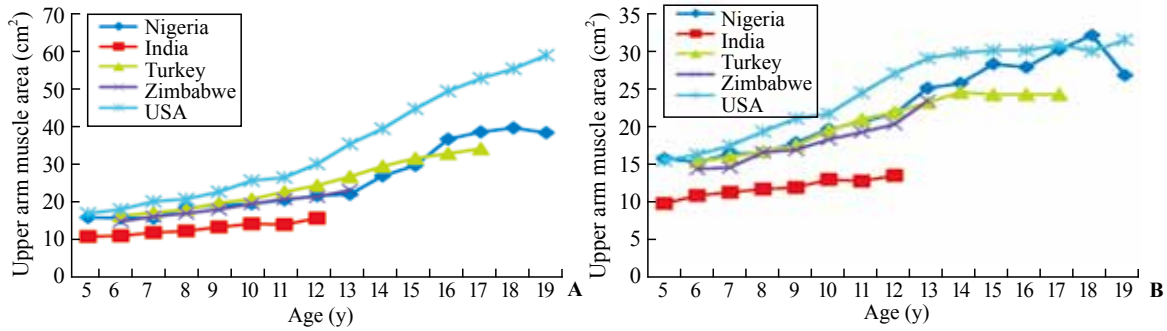 Upper arm muscle area (cm²)
70
60
50
40
30
20
10
0
Nigeria
India
Turkey
Zimbabwe
USA
5 6 7 8 9 10 11 12 13 14 15 16 17 18 19
Age (y)
A
Upper arm muscle area (cm²)
35
30
25
20
15
10
5
0
Nigeria
India
Turkey
Zimbabwe
USA
5 6 7 8 9 10 11 12 13 14 15 16 17 18 19
Age (y)
B